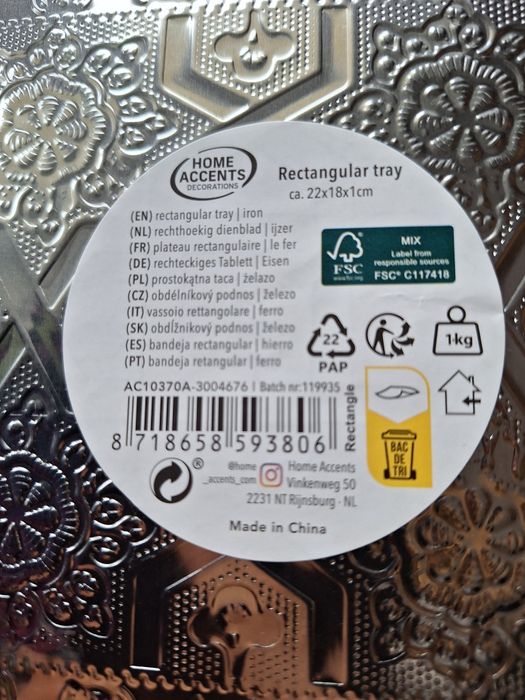 HOME
ACCENTS
DECORATIONS
Rectangular tray
ca. 22x18x1cm
(EN) rectangular tray | iron
(NL) rechthoekig dienblad | ijzer
(FR) plateau rectangulaire | le fer
(DE) rechteckiges Tablett | Eisen
(PL) prostokątna taca | żelazo
(CZ) obdélníkový podnos | železo
(IT) vassoio rettangolare | ferro
(SK) obdĺžnikový podnos | železo
(ES) bandeja rectangular | hierro
(PT) bandeja retangular | ferro
FSC
www.fsc.org
MIX
Label from
responsible sources
FSC® C117418
22
PAP
1kg
AC10370A-3004676 | Batch nr:119935
8 718658 593806
Rectangle
BAC
DE
TRI
®
@home
_accents_com
Home Accents
Vinkenweg 50
2231 NT Rijnsburg - NL
Made in China